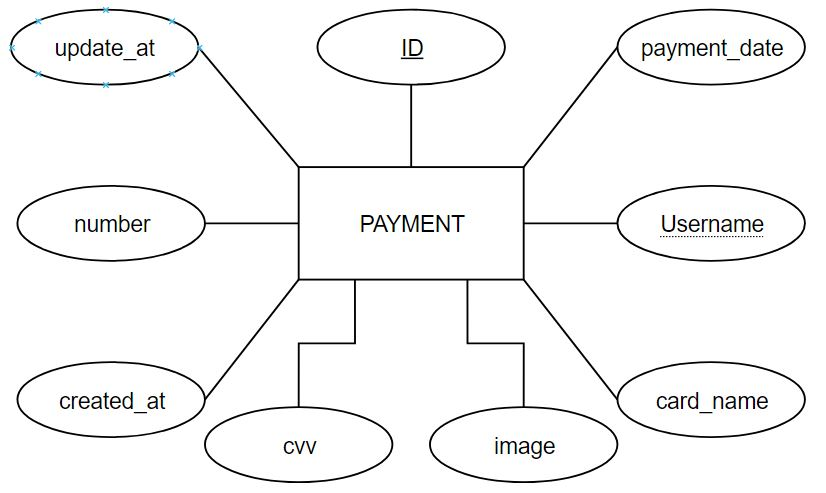 update_at
ID
payment_date
number
PAYMENT
Username
created_at
card_name
cvv
image